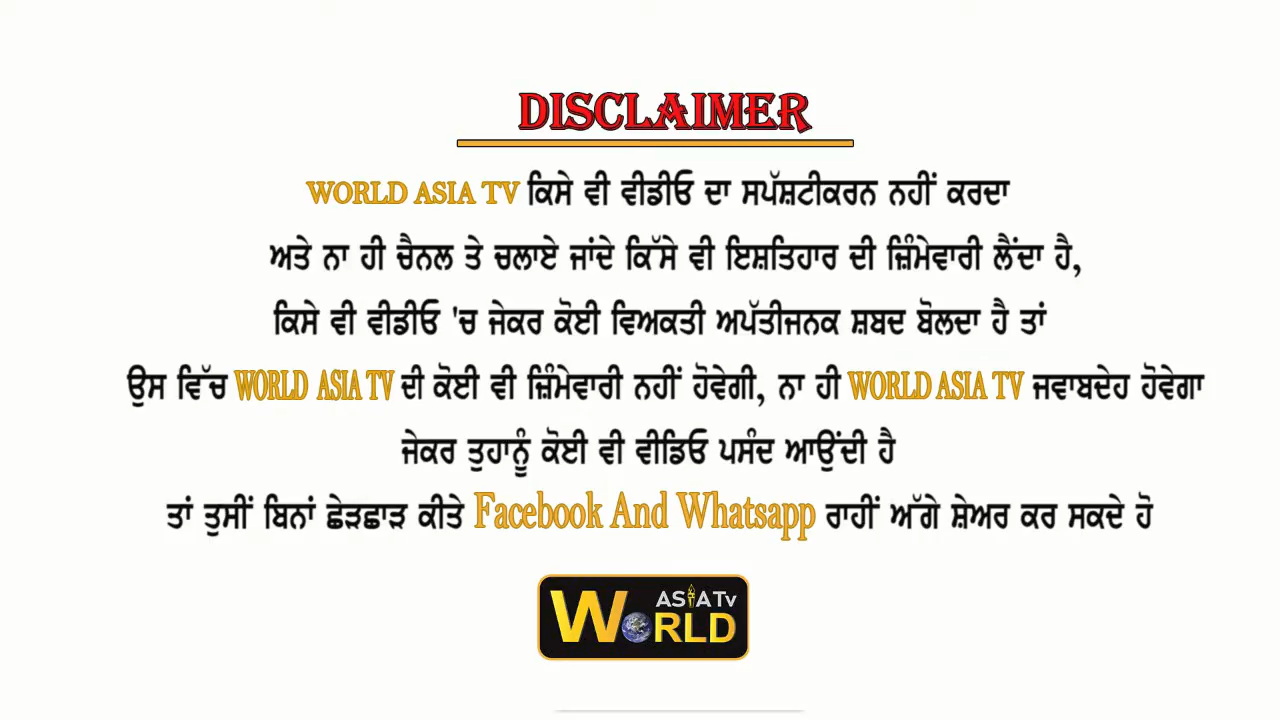 DISCLAIMER
WORLD ASIA TV ਕਿਸੇ ਵੀ ਵੀਡੀਓ ਦਾ ਸਪੱਸ਼ਟੀਕਰਨ ਨਹੀਂ ਕਰਦਾ
ਅਤੇ ਨਾ ਹੀ ਚੈਨਲ ਤੇ ਚਲਾਏ ਜਾਂਦੇ ਕਿੱਸੇ ਵੀ ਇਸ਼ਤਿਹਾਰ ਦੀ ਜ਼ਿੰਮੇਵਾਰੀ ਲੈਂਦਾ ਹੈ,
ਕਿਸੇ ਵੀ ਵੀਡੀਓ 'ਚ ਜੇਕਰ ਕੋਈ ਵਿਅਕਤੀ ਅਪੱਤੀਜਨਕ ਸ਼ਬਦ ਬੋਲਦਾ ਹੈ ਤਾਂ
ਉਸ ਵਿੱਚ WORLD ASIA TV ਦੀ ਕੋਈ ਵੀ ਜ਼ਿੰਮੇਵਾਰੀ ਨਹੀਂ ਹੋਵੇਗੀ, ਨਾ ਹੀ WORLD ASIA TV ਜਵਾਬਦੇਹ ਹੋਵੇਗਾ
ਜੇਕਰ ਤੁਹਾਨੂੰ ਕੋਈ ਵੀ ਵੀਡਿਓ ਪਸੰਦ ਆਉਂਦੀ ਹੈ
ਤਾਂ ਤੁਸੀਂ ਬਿਨਾਂ ਛੇੜਛਾੜ ਕੀਤੇ Facebook And Whatsapp ਰਾਹੀਂ ਅੱਗੇ ਸ਼ੇਅਰ ਕਰ ਸਕਦੇ ਹੋ
ASIA Tv
WORLD